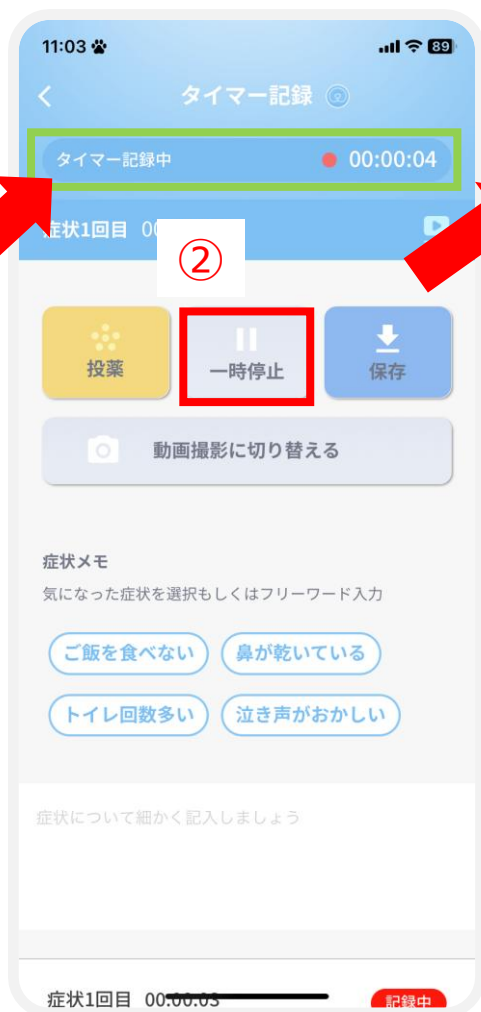 11:03 89
タイマー記録
タイマー記録中 00:00:04
症状1回目 00
②
投薬 一時停止 保存
動画撮影に切り替える
症状メモ
気になった症状を選択もしくはフリーワード入力
ご飯を食べない 鼻が乾いている
トイレ回数多い 泣き声がおかしい
症状について細かく記入しましょう
症状1回目 00:00:03 記録中